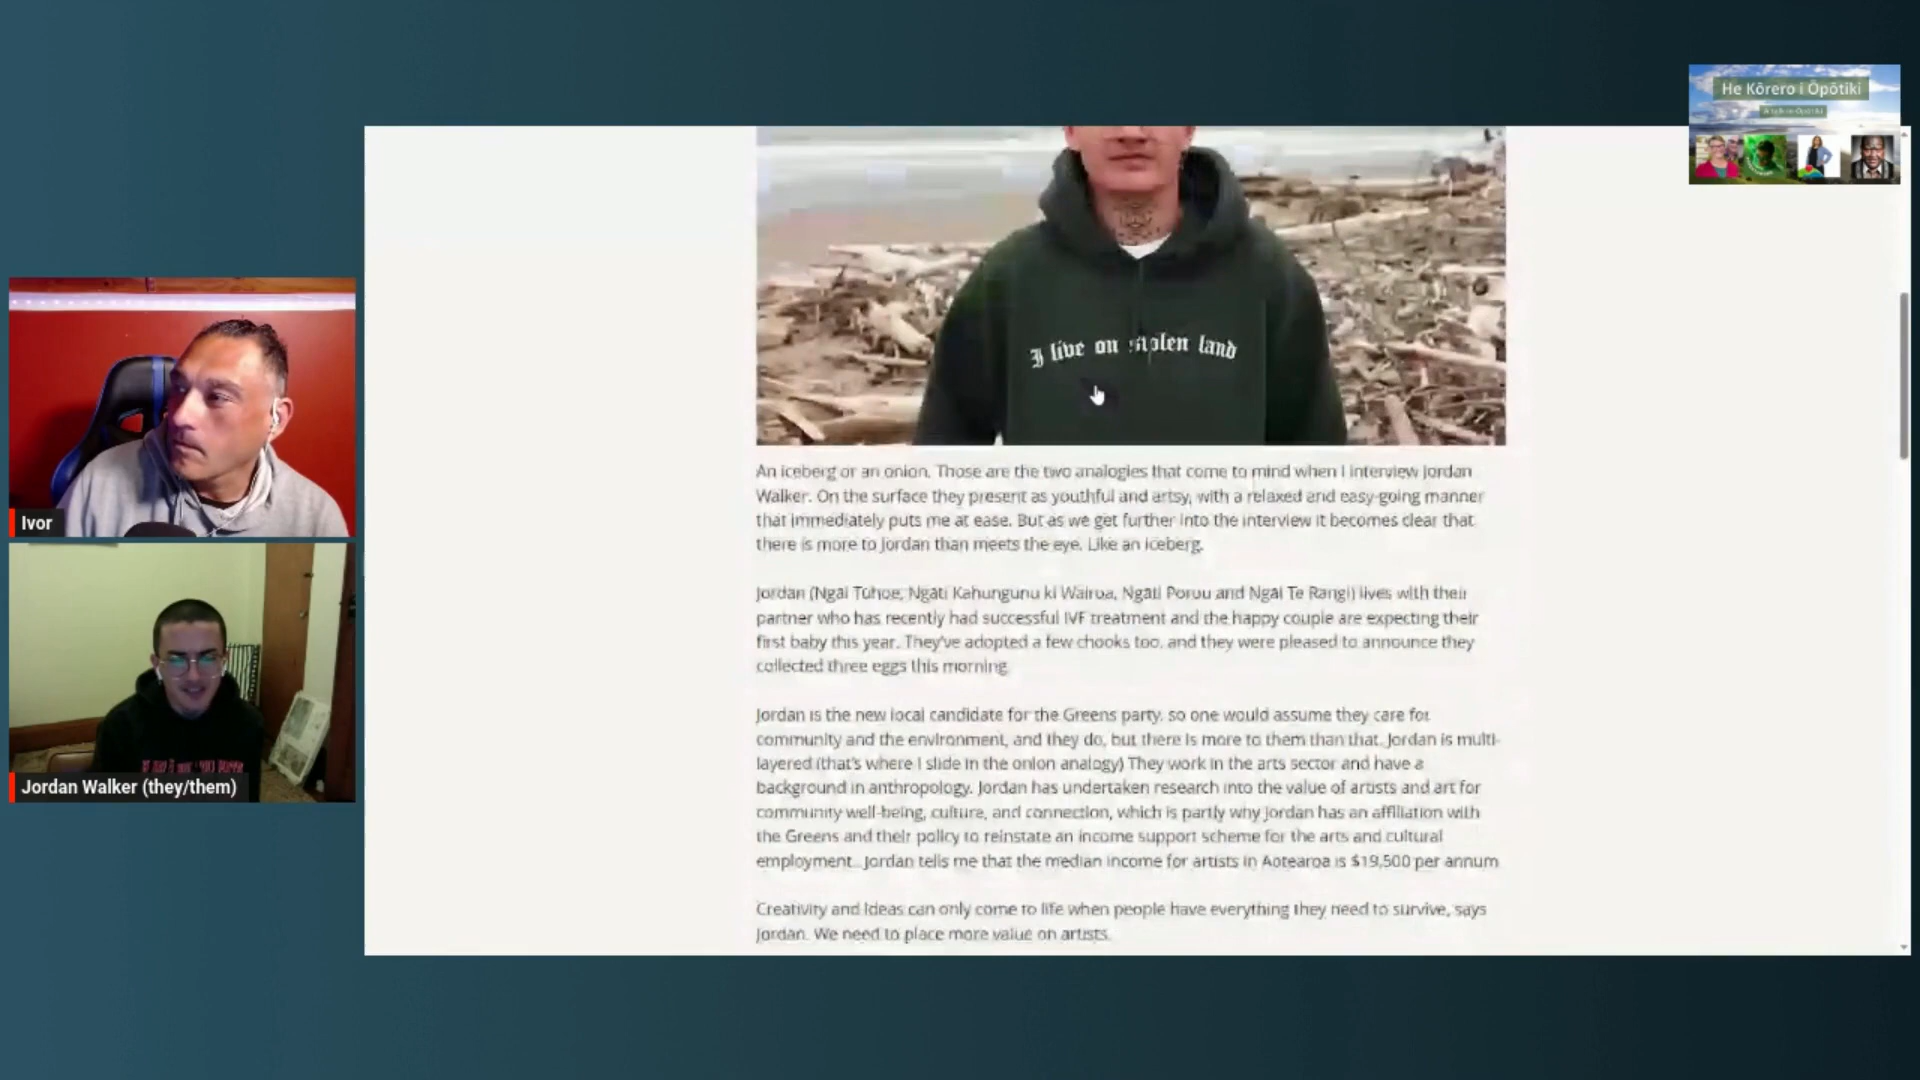 He Kōrero i Ōpōtiki
I live on stolen land
An iceberg or an onion. Those are the two analogies that come to mind when I interview Jordan
Walker. On the surface they present as youthful and artsy, with a relaxed and easy-going manner
that immediately puts me at ease. But as we get further into the interview it becomes clear that
there is more to Jordan than meets the eye. Like an iceberg.
Jordan (Ngāi Tūhoe, Ngāti Kahungunu ki Wairoa, Ngāti Porou and Ngāi Te Rangi) lives with their
partner who has recently had successful IVF treatment and the happy couple are expecting their
first baby this year. They've adopted a few chooks too, and they were pleased to announce they
collected three eggs this morning.
Jordan is the new local candidate for the Greens party, so one would assume they care for
community and the environment, and they do, but there is more to them than that. Jordan is multi-
layered (that's where I slide in the onion analogy) They work in the arts sector and have a
background in anthropology. Jordan has undertaken research into the value of artists and art for
community well-being, culture, and connection, which is partly why Jordan has an affiliation with
the Greens and their policy to reinstate an income support scheme for the arts and cultural
employment. Jordan tells me that the median income for artists in Aotearoa is $19,500 per annum
Creativity and ideas can only come to life when people have everything they need to survive, says
Jordan. We need to place more value on artists.
Ivor
Jordan Walker (they/them)